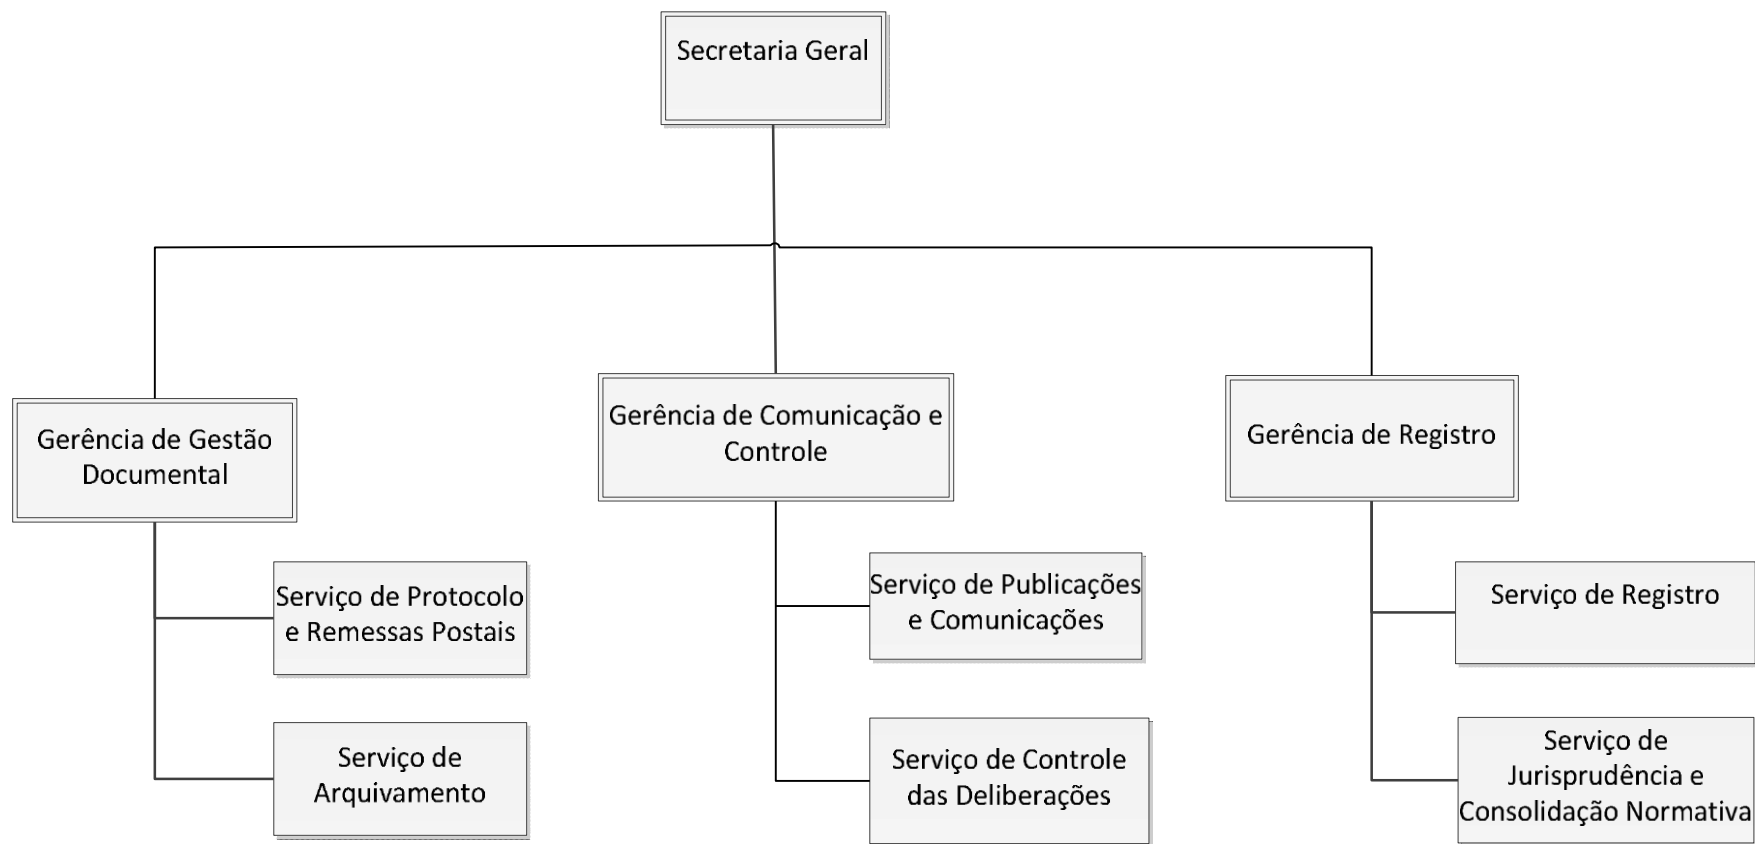 Secretaria Geral
Gerência de Gestão
Documental
Gerência de Comunicação e
Controle
Gerência de Registro
Serviço de Protocolo
e Remessas Postais
Serviço de
Arquivamento
Serviço de Publicações
e Comunicações
Serviço de Controle
das Deliberações
Serviço de Registro
Serviço de
Jurisprudência e
Consolidação Normativa